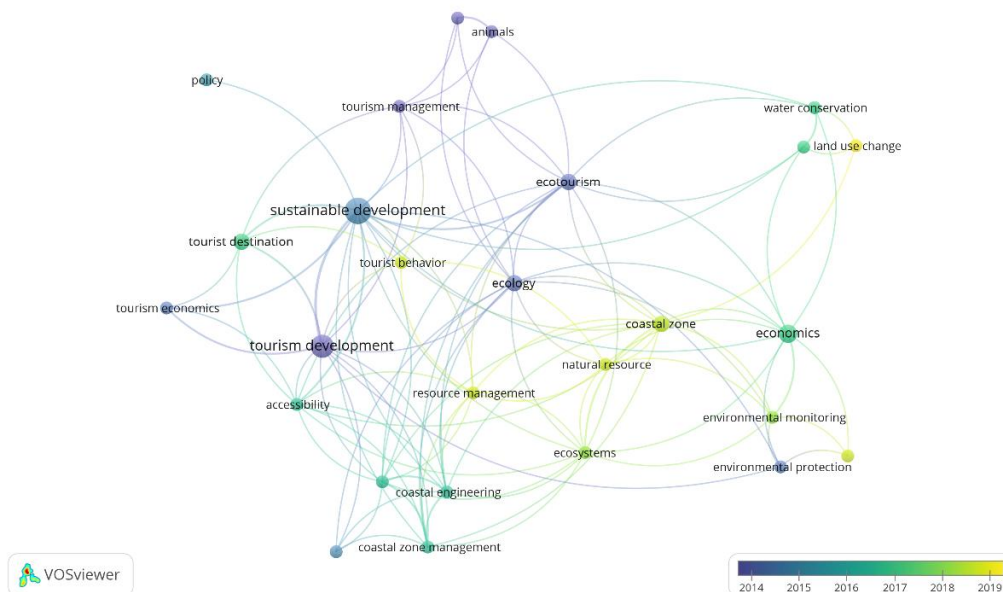 animals
policy
tourism management
water conservation
land use change
ecotourism
sustainable development
tourist destination
tourist behavior
ecology
tourism economics
coastal zone
economics
tourism development
natural resource
resource management
accessibility
environmental monitoring
ecosystems
environmental protection
coastal engineering
coastal zone management
VOSviewer
2014 2015 2016 2017 2018 2019